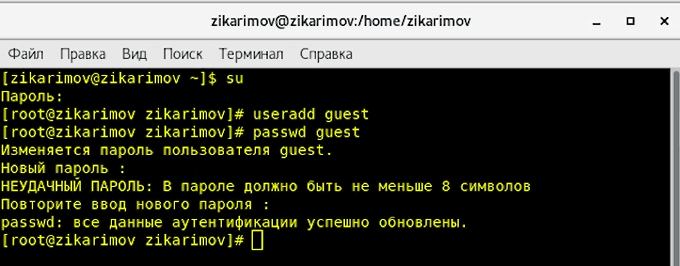 zikarimov@zikarimov:/home/zikarimov
Файл Правка Вид Поиск Терминал Справка
[zikarimov@zikarimov ~]$ su
Пароль:
[root@zikarimov zikarimov]# useradd guest
[root@zikarimov zikarimov]# passwd guest
Изменяется пароль пользователя guest.
Новый пароль :
НЕУДАЧНЫЙ ПАРОЛЬ: В пароле должно быть не меньше 8 символов
Повторите ввод нового пароля :
passwd: все данные аутентификации успешно обновлены.
[root@zikarimov zikarimov]#